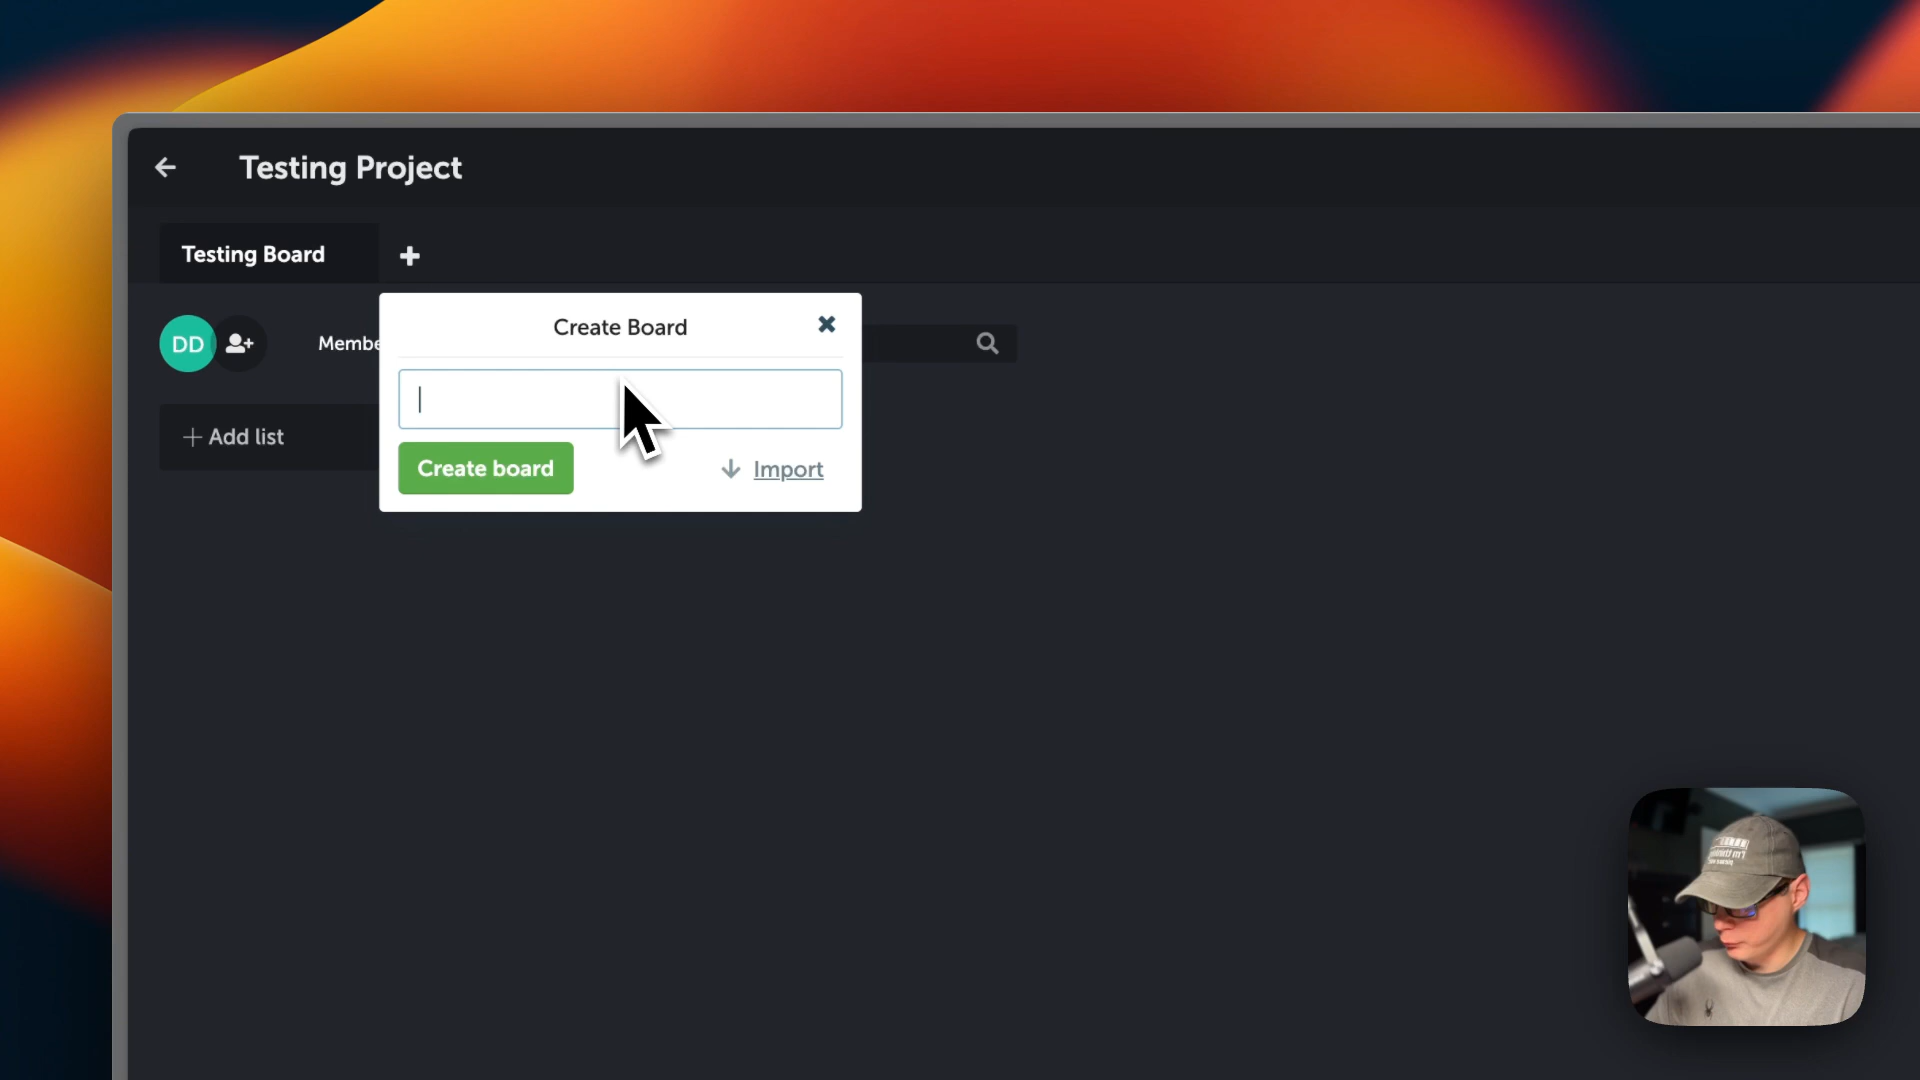 Testing Project
Testing Board
Create Board
DD
Membe
Add list
Create board
Import